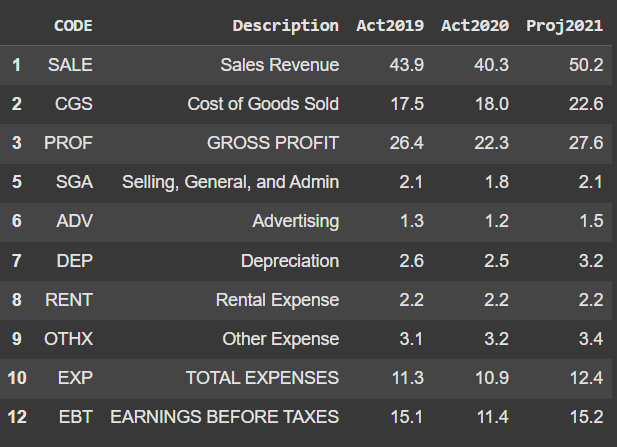 CODE Description Act2019 Act2020 Proj2021
1 SALE Sales Revenue 43.9 40.3 50.2
2 CGS Cost of Goods Sold 17.5 18.0 22.6
3 PROF GROSS PROFIT 26.4 22.3 27.6
5 SGA Selling, General, and Admin 2.1 1.8 2.1
6 ADV Advertising 1.3 1.2 1.5
7 DEP Depreciation 2.6 2.5 3.2
8 RENT Rental Expense 2.2 2.2 2.2
9 OTHX Other Expense 3.1 3.2 3.4
10 EXP TOTAL EXPENSES 11.3 10.9 12.4
12 EBT EARNINGS BEFORE TAXES 15.1 11.4 15.2